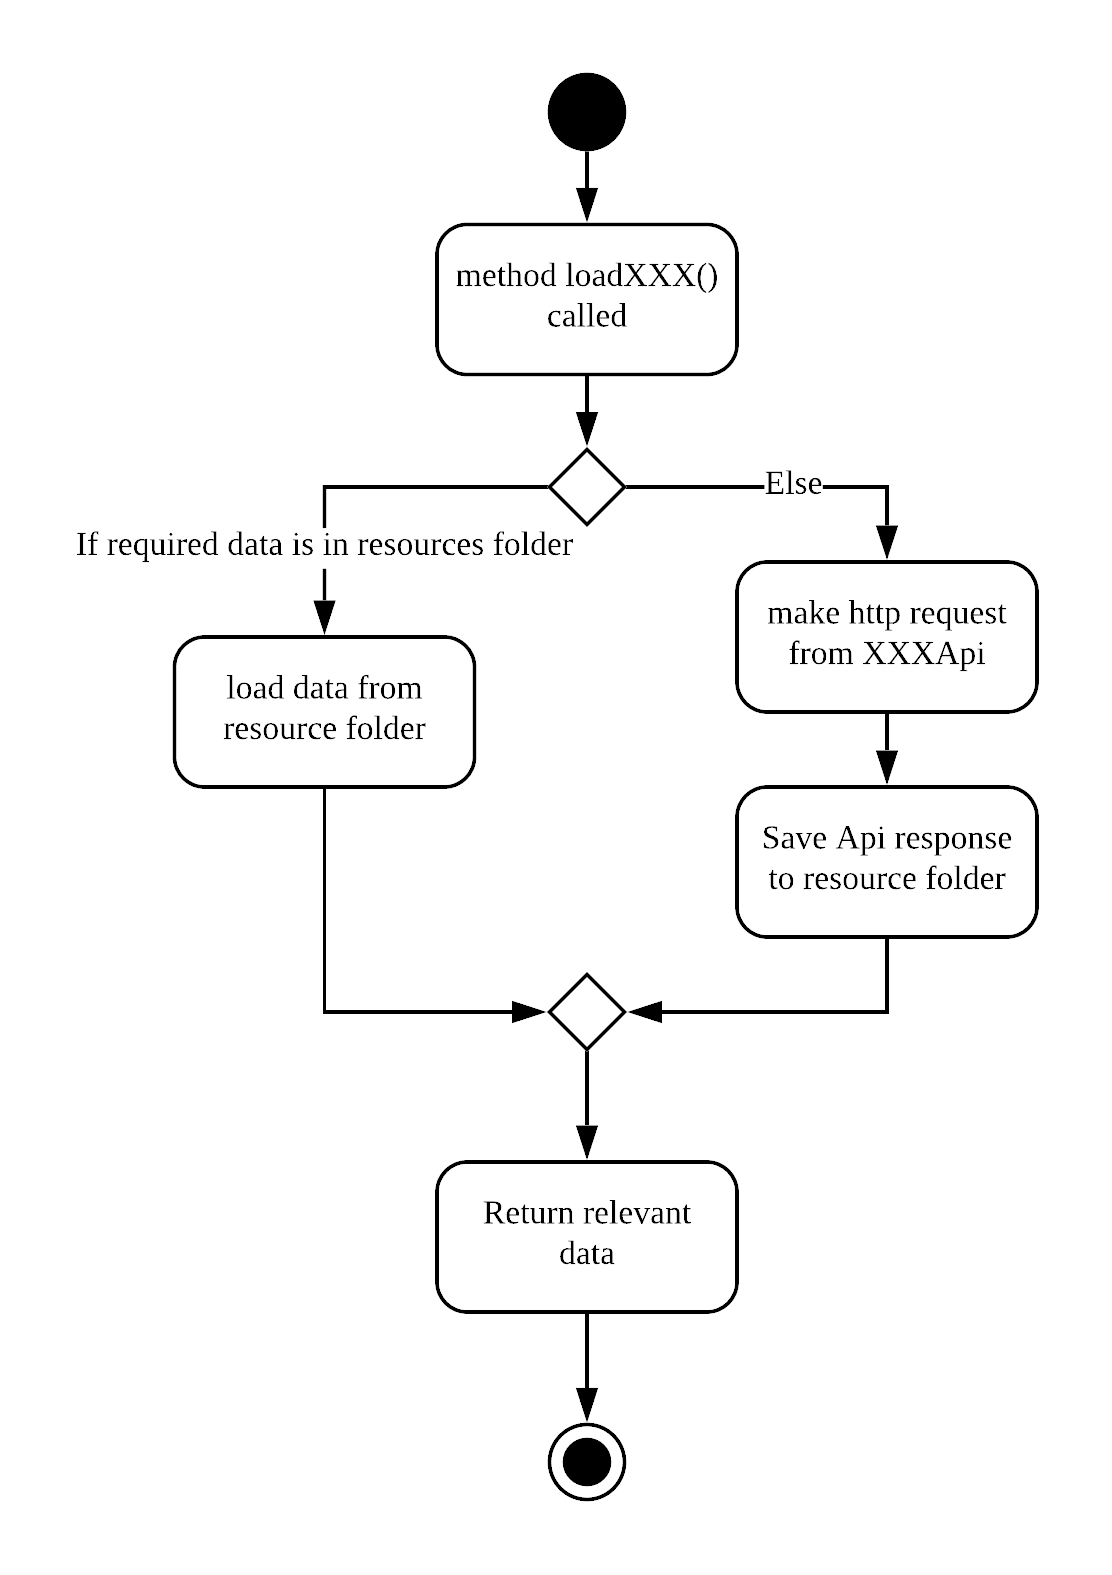 method loadXXX()
called
Else
If required data is in resources folder
make http request
from XXXApi
load data from
resource folder
Save Api response
to resource folder
Return relevant
data